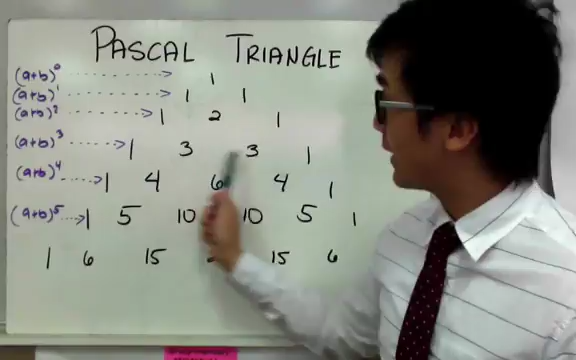 PASCAL TRIANGLE
(a+b)⁰ 1
(a+b)¹ 1 1
(a+b)² 1 2 1
(a+b)³ 1 3 3 1
(a+b)⁴ 1 4 6 4 1
(a+b)⁵ 1 5 10 10 5 1
1 6 15 15 6